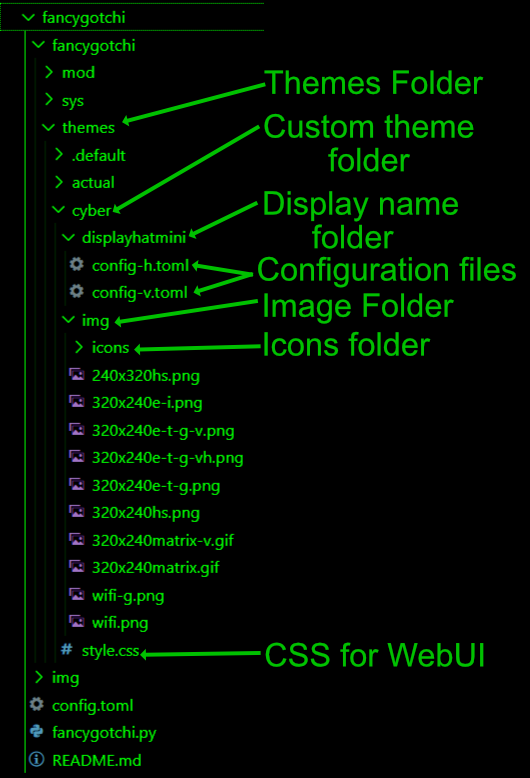 fancygotchi
fancygotchi
mod
sys
Themes Folder
themes
Custom theme
folder
.default
actual
cyber
Display name
folder
displayhatmini
config-h.toml
Configuration files
config-v.toml
Image Folder
img
icons
Icons folder
240x320hs.png
320x240e-i.png
320x240e-t-g-v.png
320x240e-t-g-vh.png
320x240e-t-g.png
320x240hs.png
320x240matrix-v.gif
320x240matrix.gif
wifi-g.png
wifi.png
# style.css
CSS for WebUI
img
config.toml
fancygotchi.py
README.md